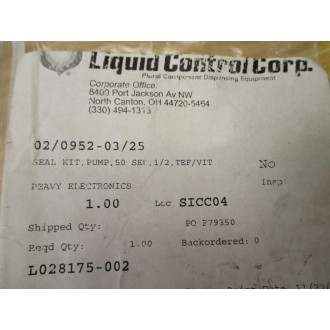 Liquid Control Corp.
Plural Component Dispensing Equipment
Corporate Office:
8400 Port Jackson Av NW
North Canton, OH 44720-5464
(330) 494-1313
02/0952-03/25
SEAL KIT, PUMP, 50 SER, 1/2, TEF/VIT No
HEAVY ELECTRONICS Insp
1.00 Loc SICC04
Shipped Qty: PO P79350
Reqd Qty: 1.00 Backordered: 0
L028175-002